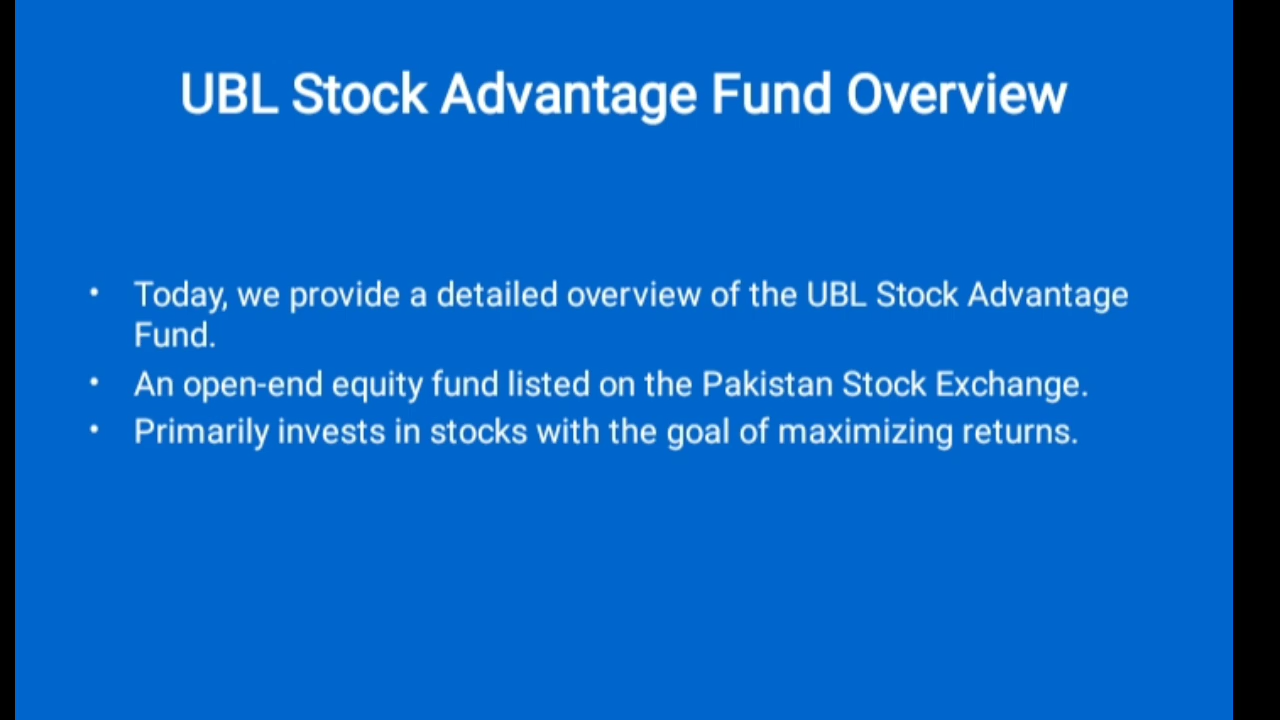 UBL Stock Advantage Fund Overview
• Today, we provide a detailed overview of the UBL Stock Advantage
Fund.
• An open-end equity fund listed on the Pakistan Stock Exchange.
• Primarily invests in stocks with the goal of maximizing returns.